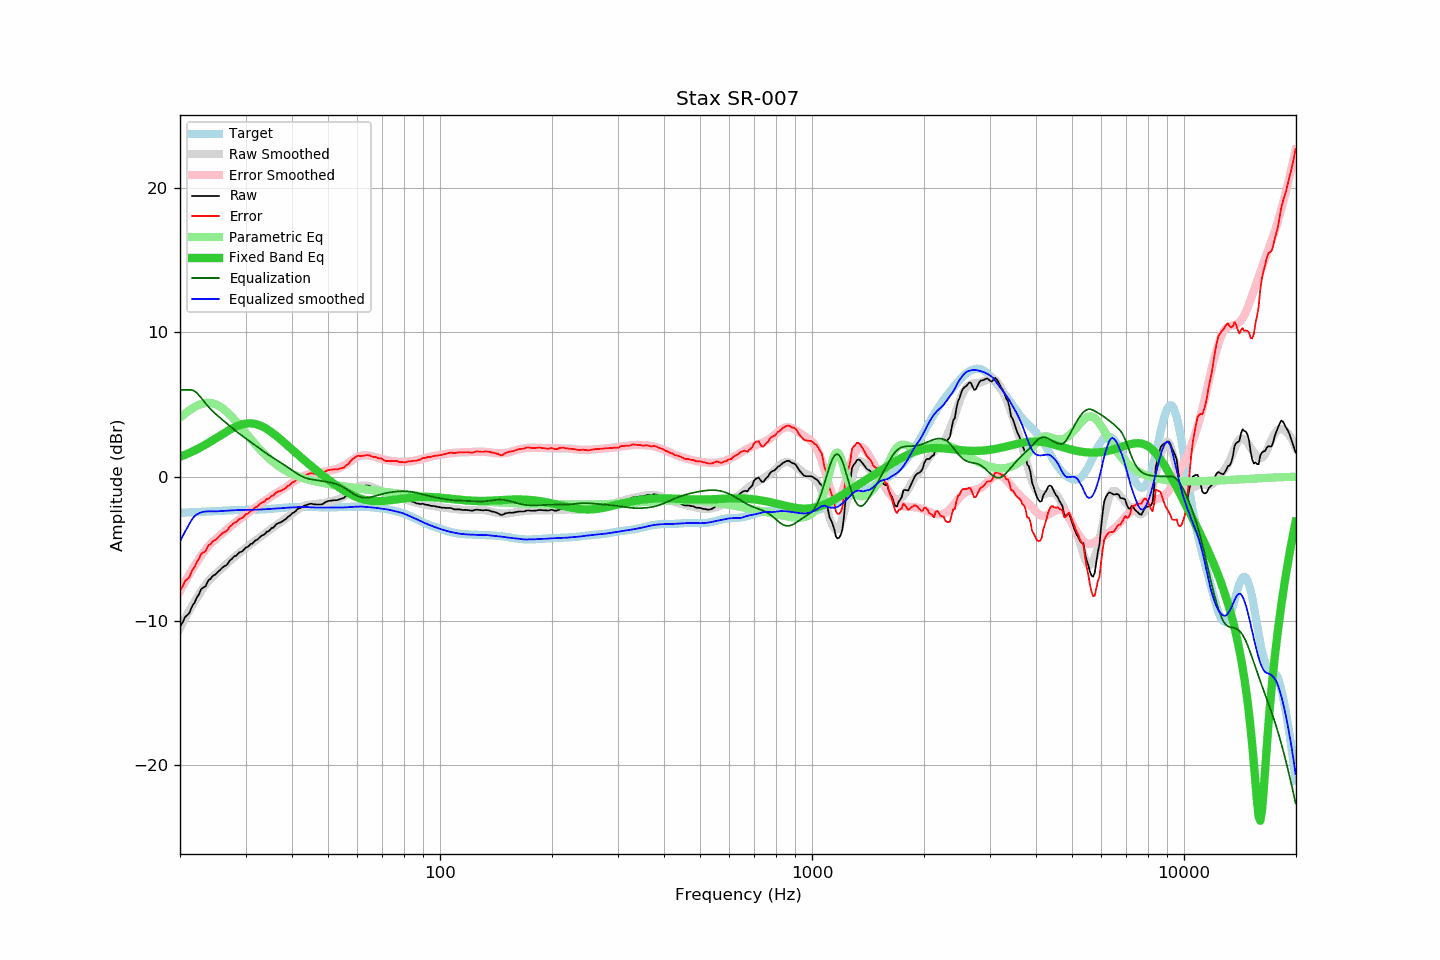 Stax SR-007
Target
Raw Smoothed
Error Smoothed
Raw
Error
Parametric Eq
Fixed Band Eq
Equalization
Equalized smoothed
Amplitude (dBr)
20
10
0
−10
−20
100
1000
10000
Frequency (Hz)